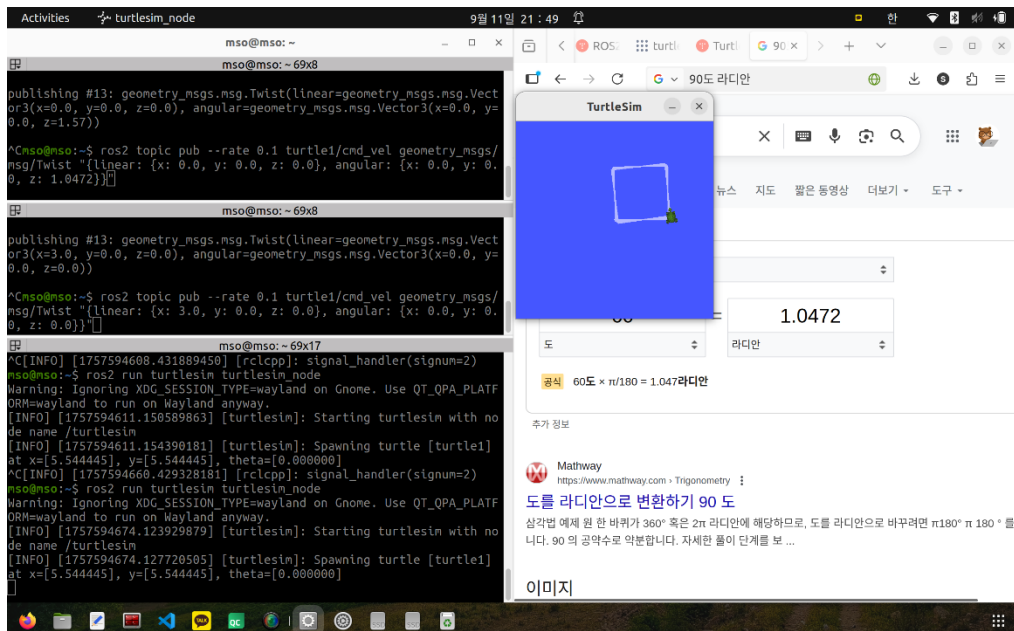 Activities
turtlesim_node
9월 11일 21 : 49
한
mso@mso: ~
mso@mso: ~ 69x8
publishing #13: geometry_msgs.msg.Twist(linear=geometry_msgs.msg.Vect
or3(x=0.0, y=0.0, z=0.0), angular=geometry_msgs.msg.Vector3(x=0.0, y=
0.0, z=1.57))
^Cmso@mso:~$ ros2 topic pub --rate 0.1 turtle1/cmd_vel geometry_msgs/
msg/Twist "{linear: {x: 0.0, y: 0.0, z: 0.0}, angular: {x: 0.0, y: 0.
0, z: 1.0472}}"
mso@mso: ~ 69x8
publishing #13: geometry_msgs.msg.Twist(linear=geometry_msgs.msg.Vect
or3(x=3.0, y=0.0, z=0.0), angular=geometry_msgs.msg.Vector3(x=0.0, y=
0.0, z=0.0))
^Cmso@mso:~$ ros2 topic pub --rate 0.1 turtle1/cmd_vel geometry_msgs/
msg/Twist "{linear: {x: 3.0, y: 0.0, z: 0.0}, angular: {x: 0.0, y: 0.
0, z: 0.0}}"
mso@mso: ~ 69x17
^C[INFO] [1757594608.431889450] [rclcpp]: signal_handler(signum=2)
mso@mso:~$ ros2 run turtlesim turtlesim_node
Warning: Ignoring XDG_SESSION_TYPE=wayland on Gnome. Use QT_QPA_PLATF
ORM=wayland to run on Wayland anyway.
[INFO] [1757594611.150589863] [turtlesim]: Starting turtlesim with no
de name /turtlesim
[INFO] [1757594611.154390181] [turtlesim]: Spawning turtle [turtle1]
at x=[5.544445], y=[5.544445], theta=[0.000000]
^C[INFO] [1757594660.429328181] [rclcpp]: signal_handler(signum=2)
mso@mso:~$ ros2 run turtlesim turtlesim_node
Warning: Ignoring XDG_SESSION_TYPE=wayland on Gnome. Use QT_QPA_PLATF
ORM=wayland to run on Wayland anyway.
[INFO] [1757594674.123929879] [turtlesim]: Starting turtlesim with no
de name /turtlesim
[INFO] [1757594674.127720505] [turtlesim]: Spawning turtle [turtle1]
at x=[5.544445], y=[5.544445], theta=[0.000000]
ROS2
turtl
Turtl
90
90도 라디안
TurtleSim
뉴스
지도
짧은 동영상
더보기
도구
=
1.0472
도
라디안
공식 60도 × π/180 = 1.047라디안
추가 정보
Mathway
https://www.mathway.com › Trigonometry
도를 라디안으로 변환하기 90 도
삼각법 예제 원 한 바퀴가 360° 혹은 2π 라디안에 해당하므로, 도를 라디안으로 바꾸려면 π180° π 180 ° 를
니다. 90 의 공약수로 약분합니다. 자세한 풀이 단계를 보 ...
이미지